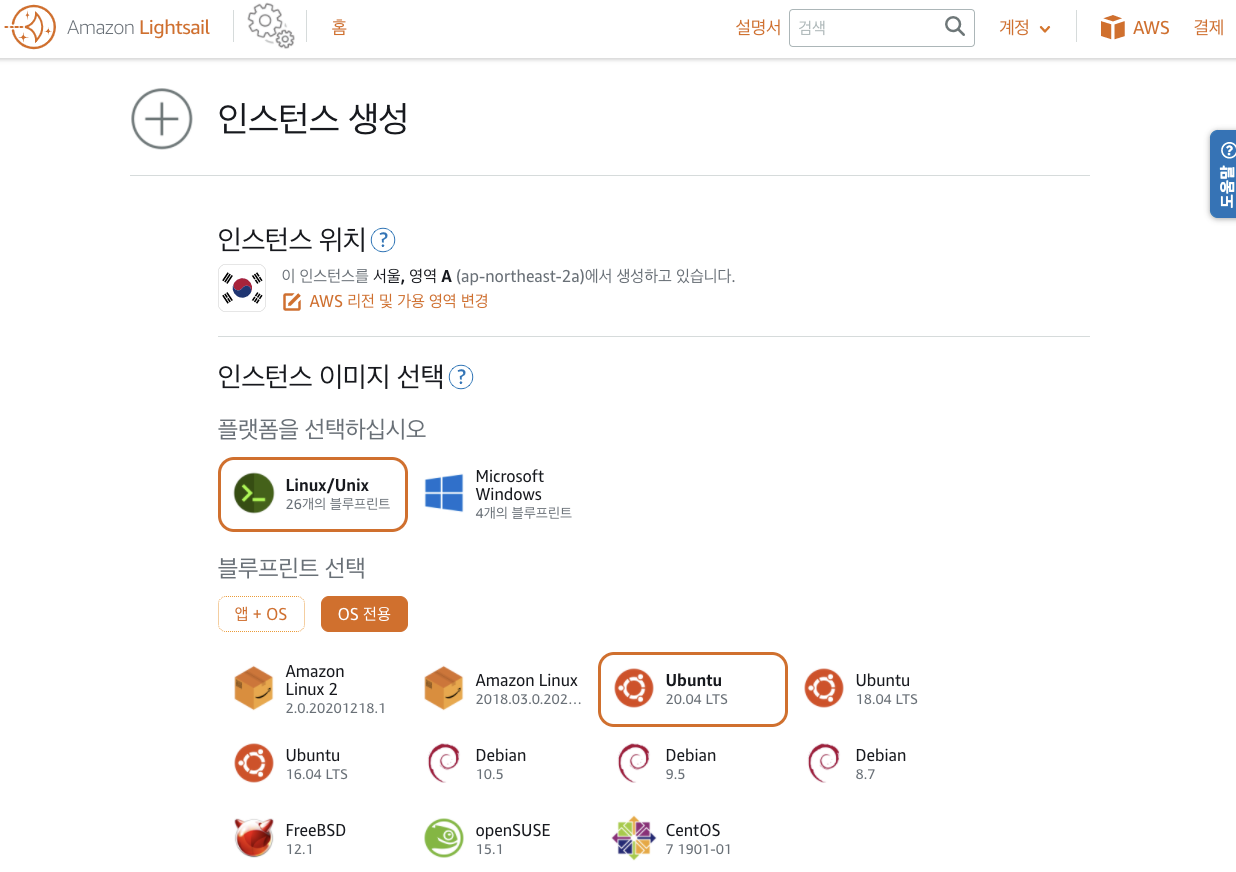 Amazon Lightsail
홈
설명서
검색
계정
AWS
결제
인스턴스 생성
도움말
인스턴스 위치
이 인스턴스를 서울, 영역 A (ap-northeast-2a)에서 생성하고 있습니다.
AWS 리전 및 가용 영역 변경
인스턴스 이미지 선택
플랫폼을 선택하십시오
Linux/Unix
26개의 블루프린트
Microsoft
Windows
4개의 블루프린트
블루프린트 선택
앱 + OS
OS 전용
Amazon
Linux 2
2.0.20201218.1
Amazon Linux
2018.03.0.202...
Ubuntu
20.04 LTS
Ubuntu
18.04 LTS
Ubuntu
16.04 LTS
Debian
10.5
Debian
9.5
Debian
8.7
FreeBSD
12.1
openSUSE
15.1
CentOS
7 1901-01